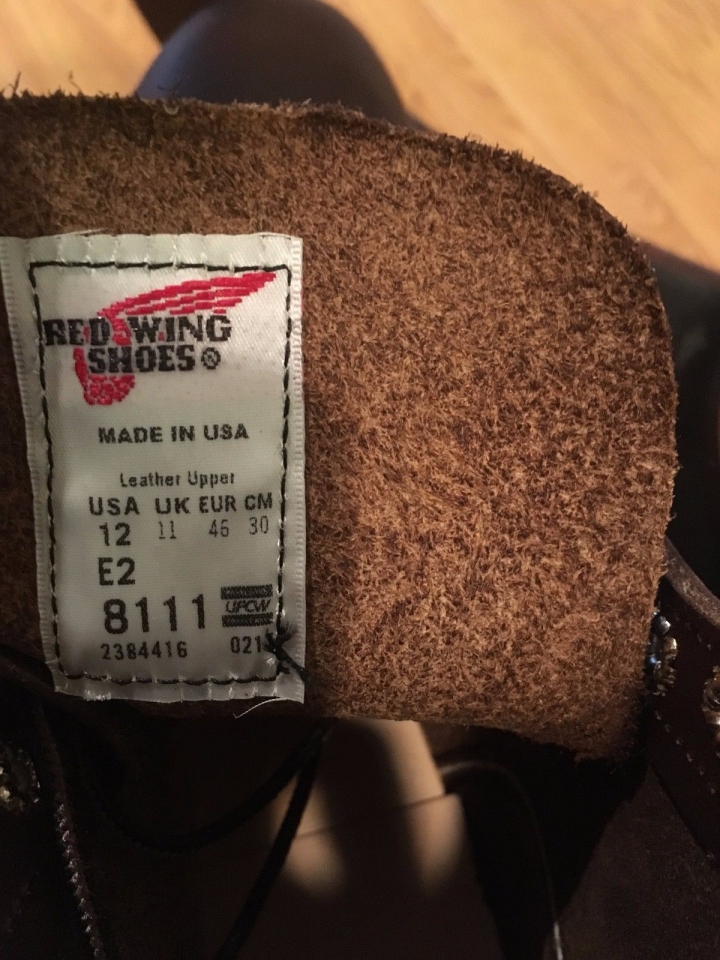 RED WING
SHOES®
MADE IN USA
Leather Upper
USA UK EUR CM
12 11 46 30
E2
8111 UFCW
2384416